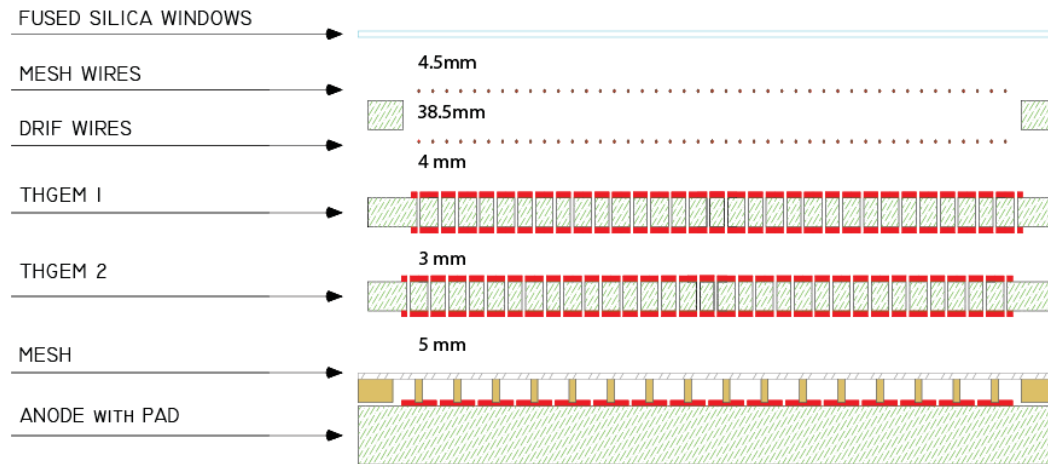 FUSED SILICA WINDOWS
4.5mm
MESH WIRES
38.5mm
DRIF WIRES
4 mm
THGEM 1
3 mm
THGEM 2
5 mm
MESH
ANODE WITH PAD